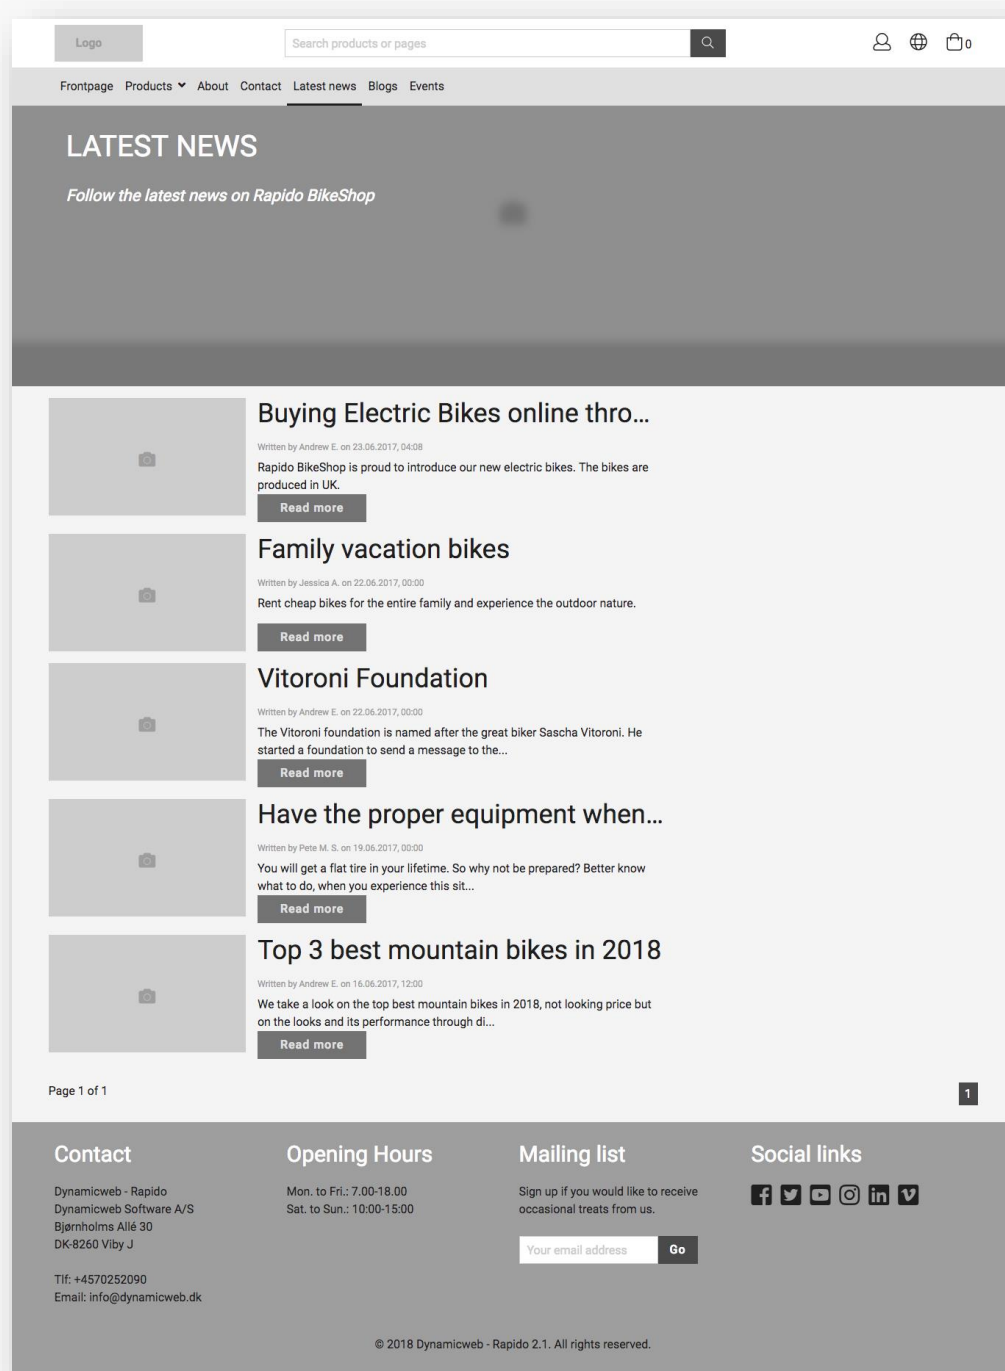 Logo
Search products or pages
0
Frontpage Products About Contact Latest news Blogs Events
LATEST NEWS
Follow the latest news on Rapido BikeShop
Buying Electric Bikes online thro...
Written by Andrew E. on 23.06.2017, 04:08
Rapido BikeShop is proud to introduce our new electric bikes. The bikes are
produced in UK.
Read more
Family vacation bikes
Written by Jessica A. on 22.06.2017, 00:00
Rent cheap bikes for the entire family and experience the outdoor nature.
Read more
Vitoroni Foundation
Written by Andrew E. on 22.06.2017, 00:00
The Vitoroni foundation is named after the great biker Sascha Vitoroni. He
started a foundation to send a message to the...
Read more
Have the proper equipment when...
Written by Pete M. S. on 19.06.2017, 00:00
You will get a flat tire in your lifetime. So why not be prepared? Better know
what to do, when you experience this sit...
Read more
Top 3 best mountain bikes in 2018
Written by Andrew E. on 16.06.2017, 12:00
We take a look on the top best mountain bikes in 2018, not looking price but
on the looks and its performance through di...
Read more
Page 1 of 1
1
Contact
Dynamicweb - Rapido
Dynamicweb Software A/S
Bjørnholms Allé 30
DK-8260 Viby J
Tlf: +4570252090
Email: info@dynamicweb.dk
Opening Hours
Mon. to Fri.: 7.00-18.00
Sat. to Sun.: 10:00-15:00
Mailing list
Sign up if you would like to receive
occasional treats from us.
Your email address
Go
Social links
© 2018 Dynamicweb - Rapido 2.1. All rights reserved.